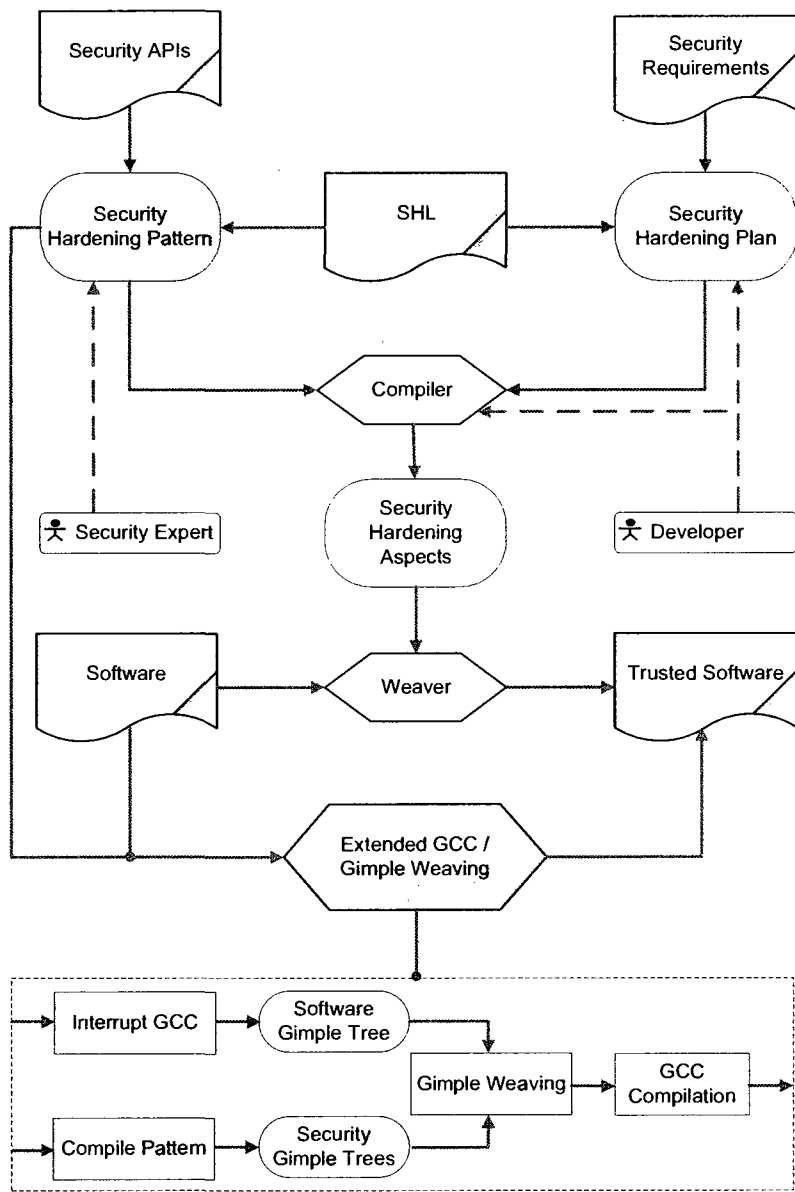 Security APIs
Security
Requirements
Security
Hardening Pattern
SHL
Security
Hardening Plan
Compiler
Security
Hardening
Aspects
Security Expert
Developer
Software
Weaver
Trusted Software
Extended GCC /
Gimple Weaving
Interrupt GCC
Software
Gimple Tree
Gimple Weaving
GCC
Compilation
Compile Pattern
Security
Gimple Trees